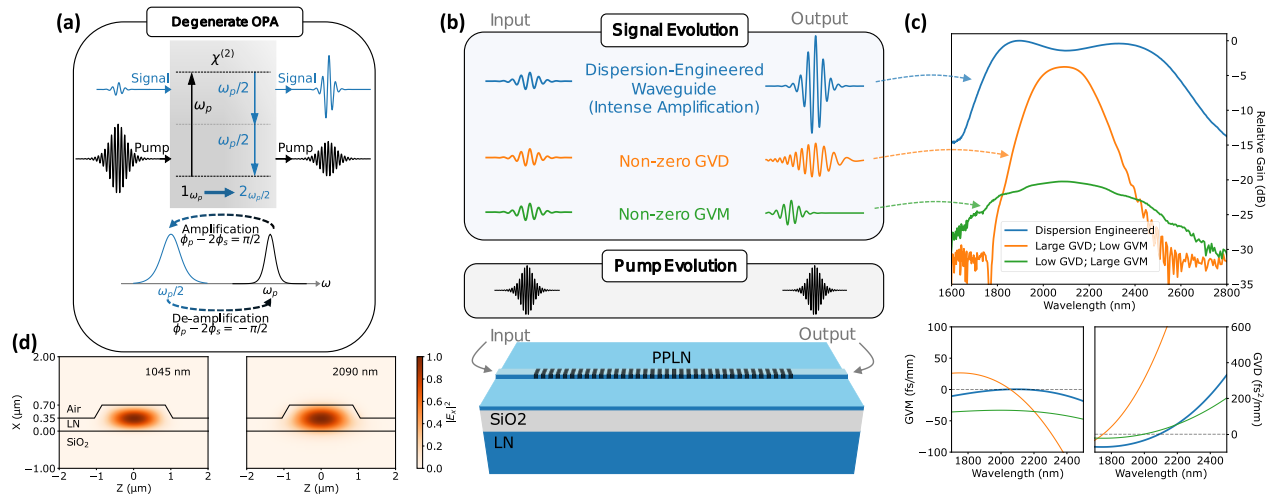 (a)
Degenerate OPA
χ(2)
Signal
Signal
ωp/2
ωp
ωp/2
Pump
Pump
1ωp
2ωp/2
Amplification
ϕp − 2ϕs = π/2
ωp/2
ωp
ω
De-amplification
ϕp − 2ϕs = −π/2
(b)
Input
Output
Signal Evolution
Dispersion-Engineered
Waveguide
(Intense Amplification)
Non-zero GVD
Non-zero GVM
Pump Evolution
Input
Output
PPLN
SiO2
LN
(c)
0
−5
−10
−15
−20
−25
−30
−35
Relative Gain (dB)
Dispersion Engineered
Large GVD; Low GVM
Low GVD; Large GVM
1600 1800 2000 2200 2400 2600 2800
Wavelength (nm)
100
50
0
−50
−100
GVM (fs/mm)
1800 2000 2200 2400
Wavelength (nm)
600
400
200
0
GVD (fs²/mm)
1800 2000 2200 2400
Wavelength (nm)
(d)
2.00
0.70
0.35
0.00
−1.00
X (μm)
1045 nm
Air
LN
SiO2
−2 −1 0 1 2
Z (μm)
2090 nm
−2 −1 0 1 2
Z (μm)
1.0
0.8
0.6
0.4
0.2
0.0
|Ex|²